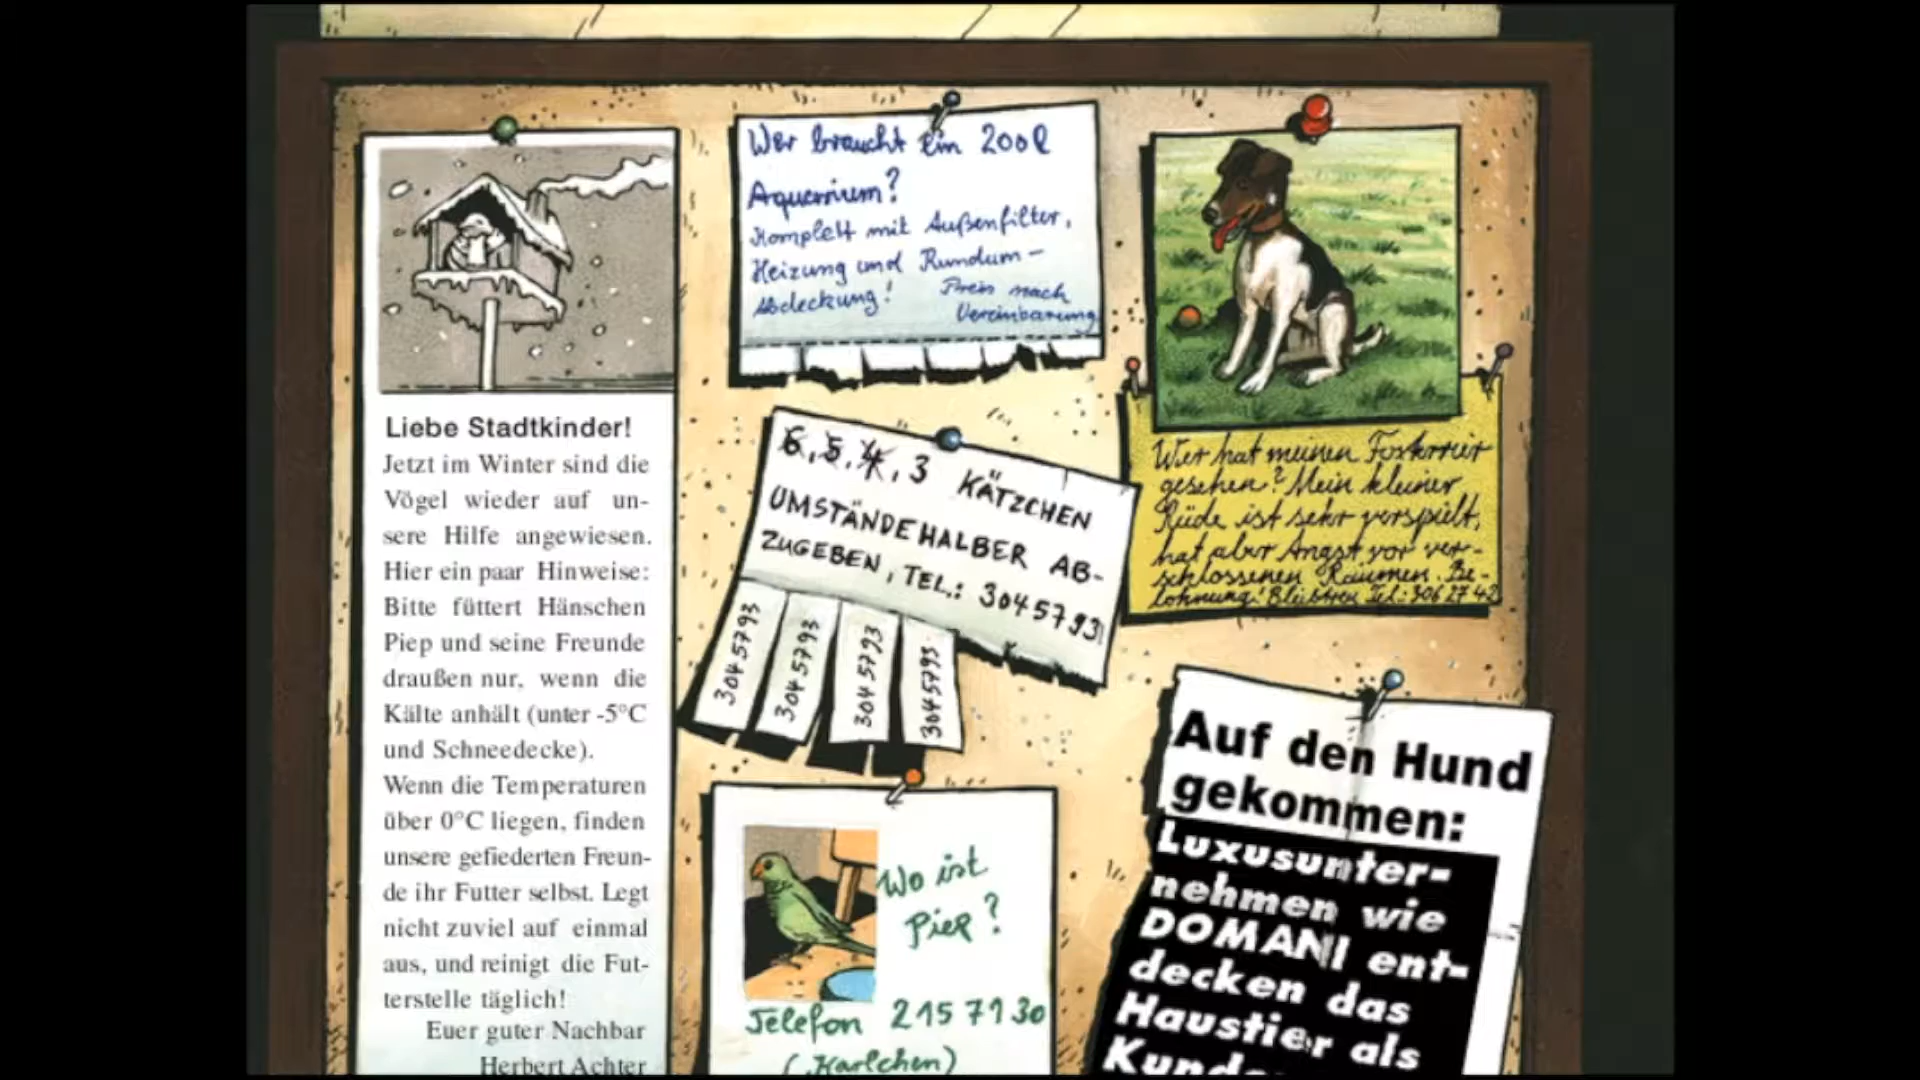 Liebe Stadtkinder!
Jetzt im Winter sind die
Vögel wieder auf un-
sere Hilfe angewiesen.
Hier ein paar Hinweise:
Bitte füttert Hänschen
Piep und seine Freunde
draußen nur, wenn die
Kälte anhält (unter -5°C
und Schneedecke).
Wenn die Temperaturen
über 0°C liegen, finden
unsere gefiederten Freun-
de ihr Futter selbst. Legt
nicht zuviel auf einmal
aus, und reinigt die Fut-
terstelle täglich!
Euer guter Nachbar
Herbert Achter
Wer braucht ein 200l
Aquarium?
Komplett mit Außenfilter,
Heizung und Rundum-
Abdeckung! Preis nach
Vereinbarung
6, 5, 4, 3 KÄTZCHEN
UMSTÄNDEHALBER AB-
ZUGEBEN, TEL.: 3045793
3045793
3045793
3045793
3045793
Wo ist
Piep?
Telefon 2157130
(Karlchen)
Wer hat meinen Foxterrier
gesehen? Mein kleiner
Rüde ist sehr verspielt,
hat aber Angst vor ver-
schlossenen Räumen. Be-
lohnung! Tel.: 306 27 42
Auf den Hund
gekommen:
Luxusunter-
nehmen wie
DOMANI ent-
decken das
Haustier als